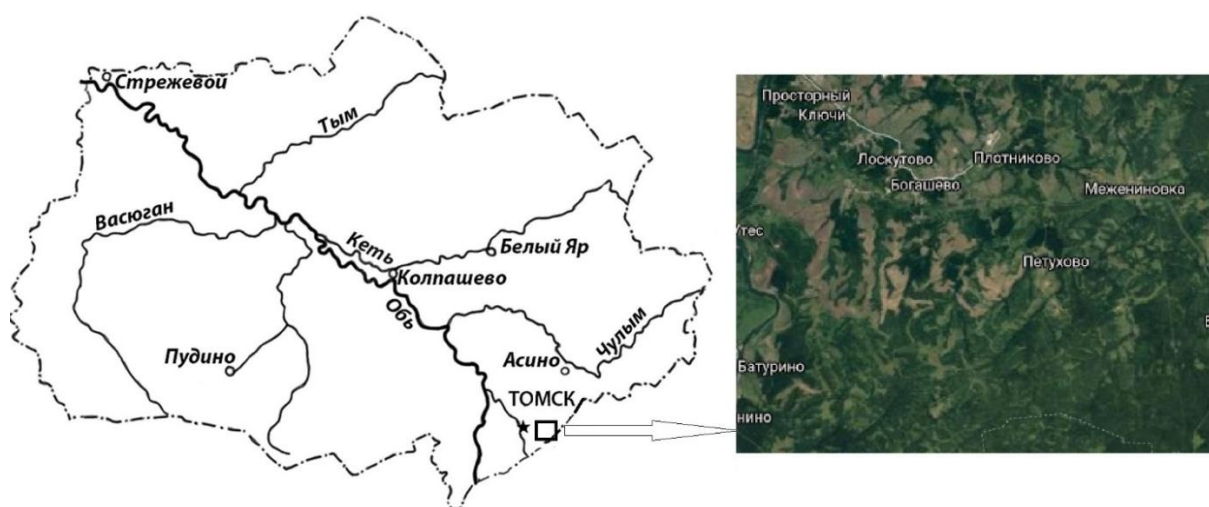 Стрежевой
Тым
Васюган
Кеть
Белый Яр
Колпашево
Обь
Чулым
Пудино
Асино
ТОМСК
Просторный
Ключи
Лоскутово
Плотниково
Богашево
Межениновка
Утес
Петухово
Батурино
нино